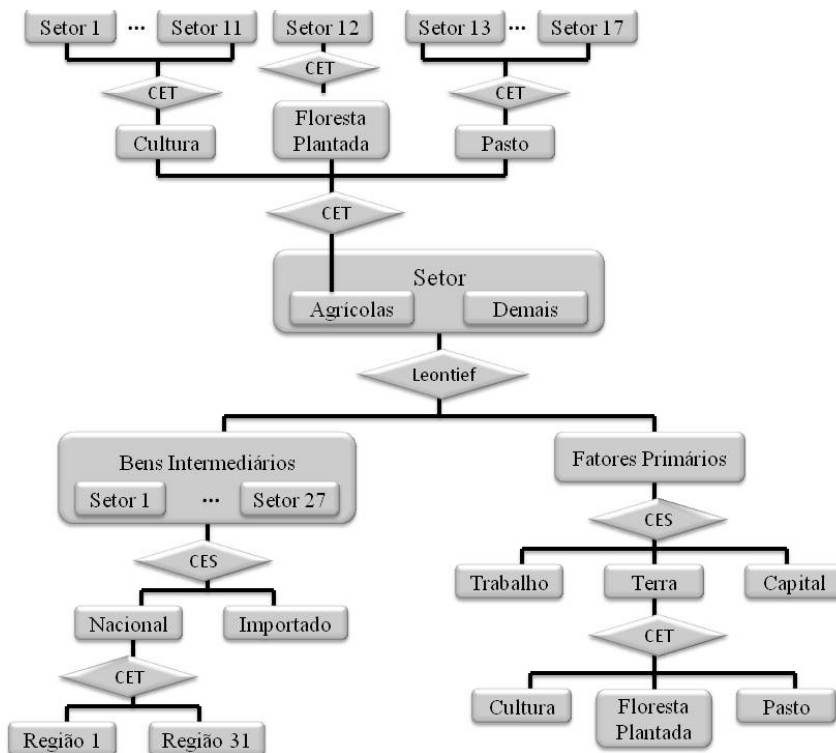 Setor 1 ... Setor 11 Setor 12 Setor 13 ... Setor 17
CET CET CET
Cultura Floresta Plantada Pasto
CET
Setor
Agrícolas Demais
Leontief
Bens Intermediários Fatores Primários
Setor 1 ... Setor 27
CES CES
Trabalho Terra Capital
Nacional Importado
CET CET
Cultura Floresta Plantada Pasto
Região 1 Região 31